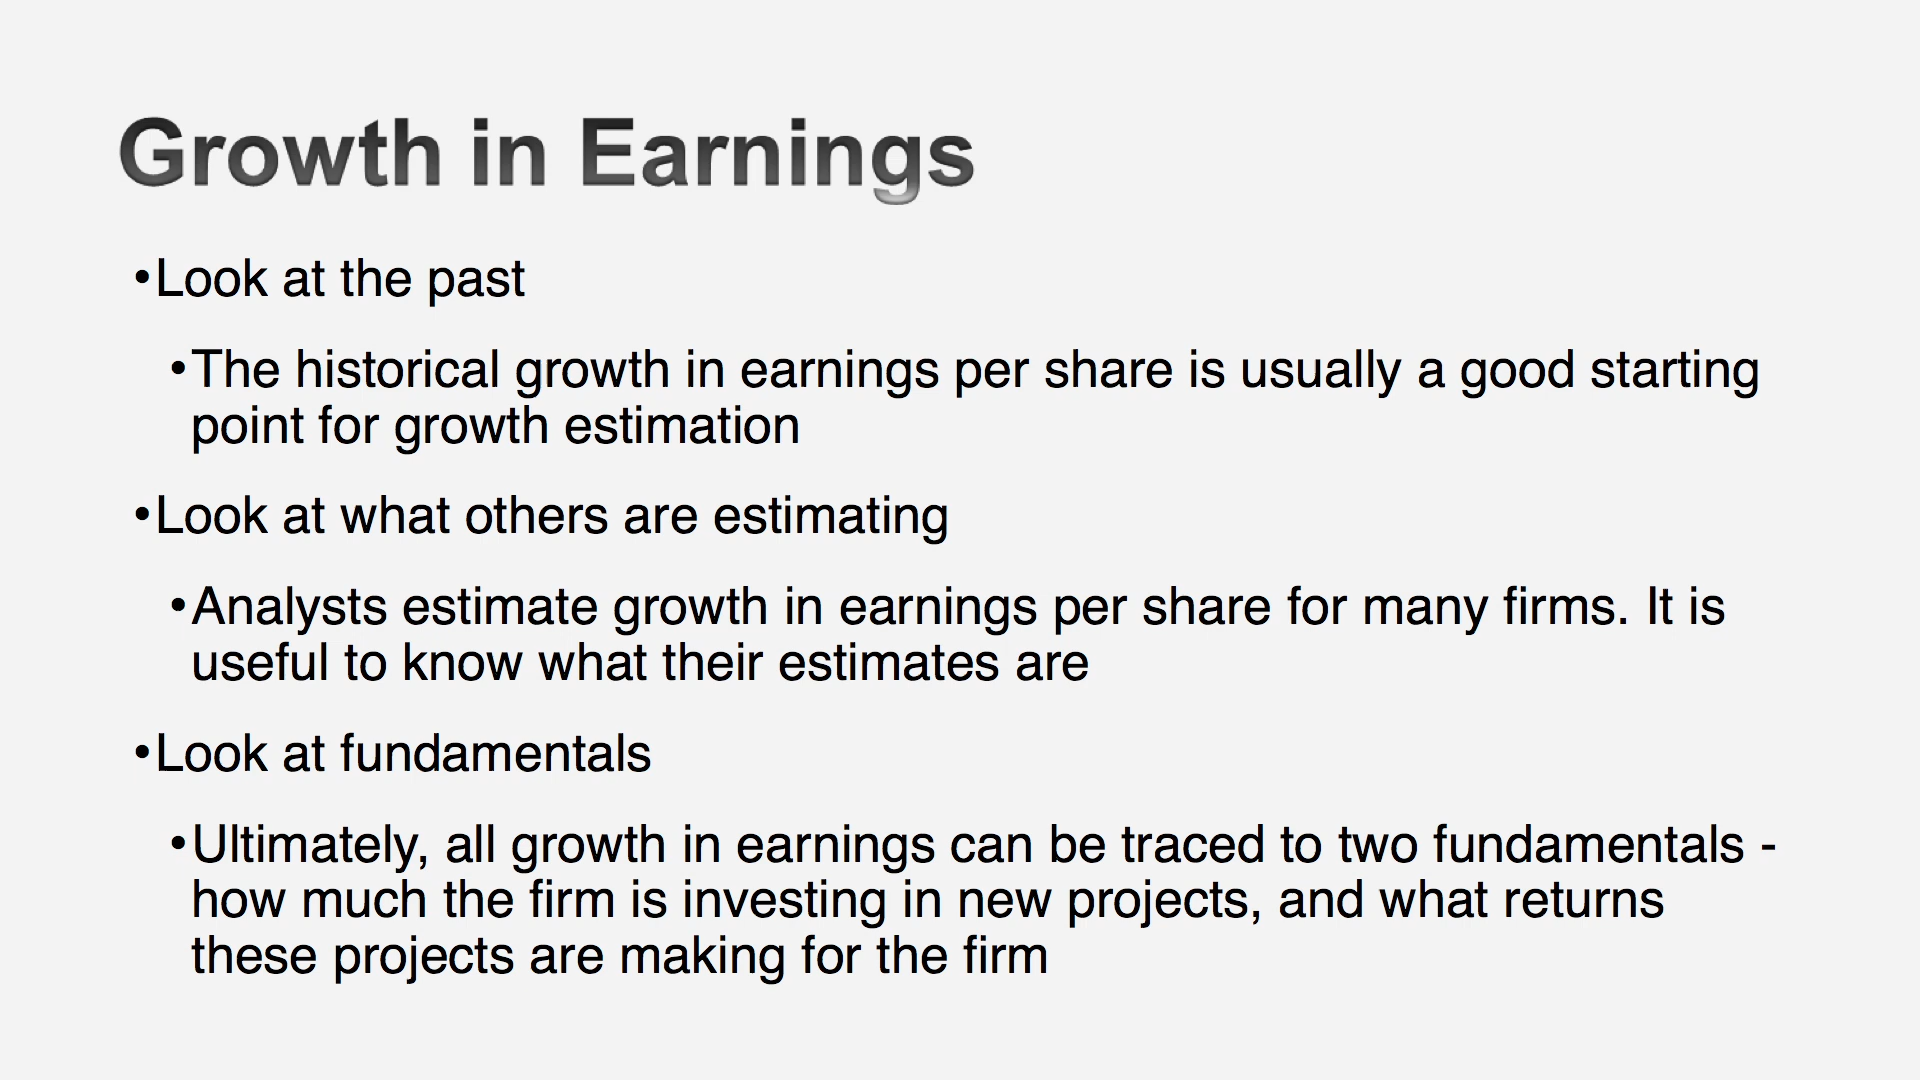 Growth in Earnings
•Look at the past
•The historical growth in earnings per share is usually a good starting
point for growth estimation
•Look at what others are estimating
•Analysts estimate growth in earnings per share for many firms. It is
useful to know what their estimates are
•Look at fundamentals
•Ultimately, all growth in earnings can be traced to two fundamentals -
how much the firm is investing in new projects, and what returns
these projects are making for the firm